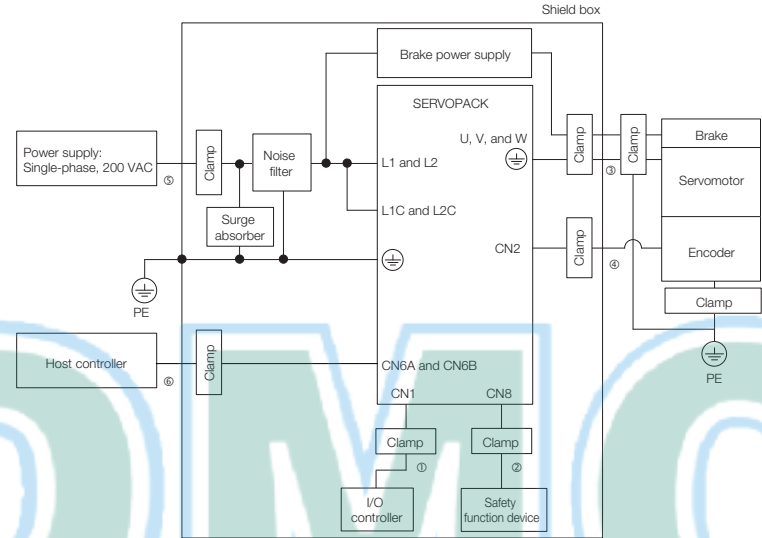 Shield box
Brake power supply
SERVOPACK
U, V, and W
Power supply:
Single-phase, 200 VAC
⑤
Clamp
Noise
filter
L1 and L2
Clamp
③
Clamp
Brake
Servomotor
Surge
absorber
L1C and L2C
CN2
Clamp
④
Encoder
Clamp
PE
PE
Host controller
⑥
Clamp
CN6A and CN6B
CN1
CN8
Clamp
Clamp
①
②
I/O
controller
Safety
function device